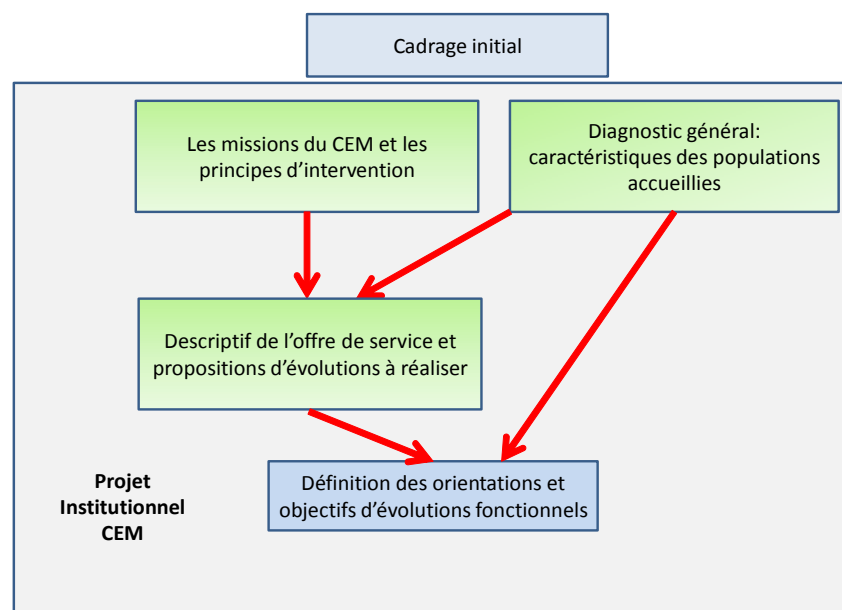 Cadrage initial
Les missions du CEM et les
principes d’intervention
Diagnostic général:
caractéristiques des populations
accueillies
Descriptif de l’offre de service et
propositions d’évolutions à réaliser
Projet
Institutionnel
CEM
Définition des orientations et
objectifs d’évolutions fonctionnels